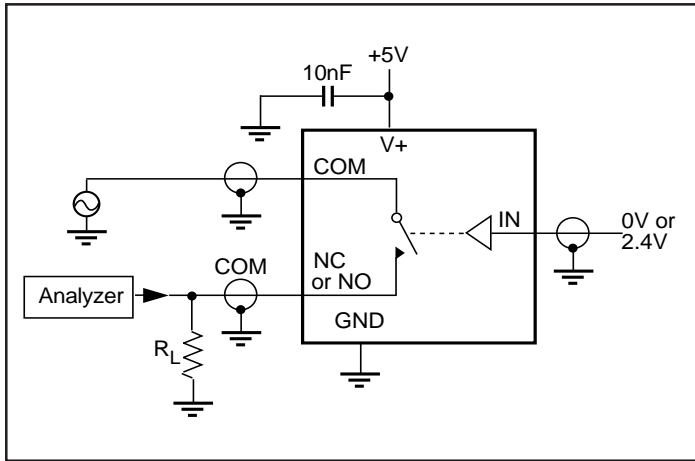 +5V
10nF
V+
COM
IN
0V or
2.4V
COM
NC
or NO
Analyzer
GND
RL